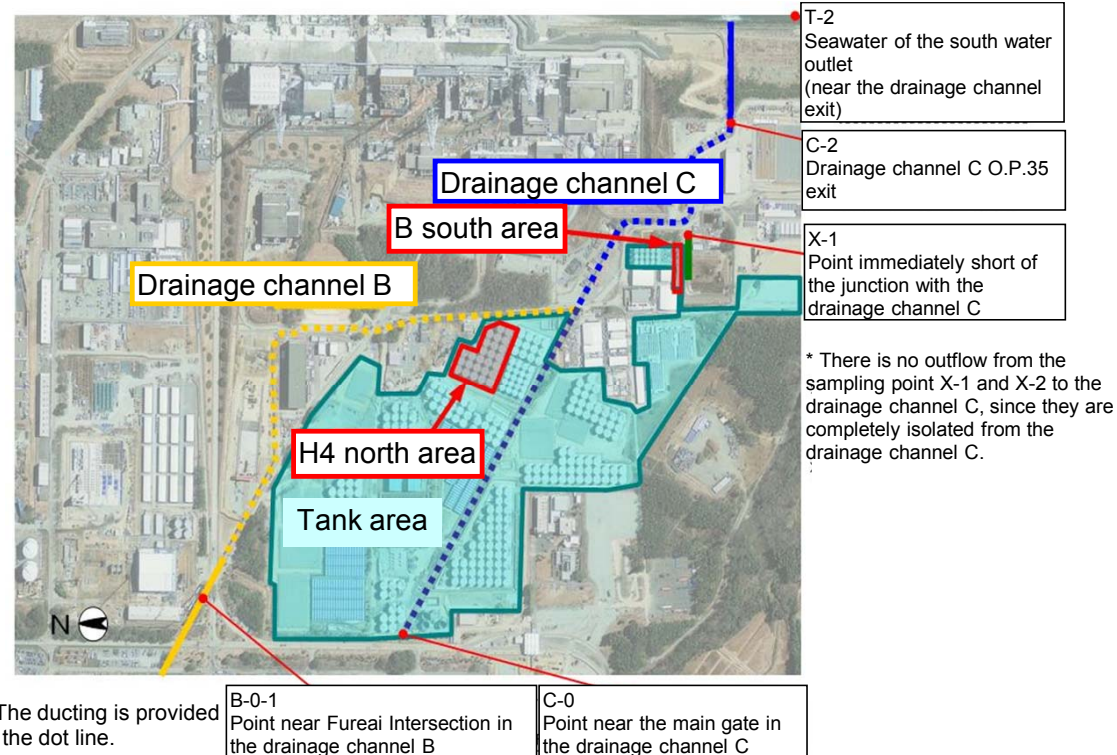 T-2
Seawater of the south water
outlet
(near the drainage channel
exit)
C-2
Drainage channel C O.P.35
exit
Drainage channel C
B south area
X-1
Point immediately short of
the junction with the
drainage channel C
Drainage channel B
* There is no outflow from the
sampling point X-1 and X-2 to the
drainage channel C, since they are
completely isolated from the
drainage channel C.
H4 north area
Tank area
N
The ducting is provided
the dot line.
B-0-1
Point near Fureai Intersection in
the drainage channel B
C-0
Point near the main gate in
the drainage channel C